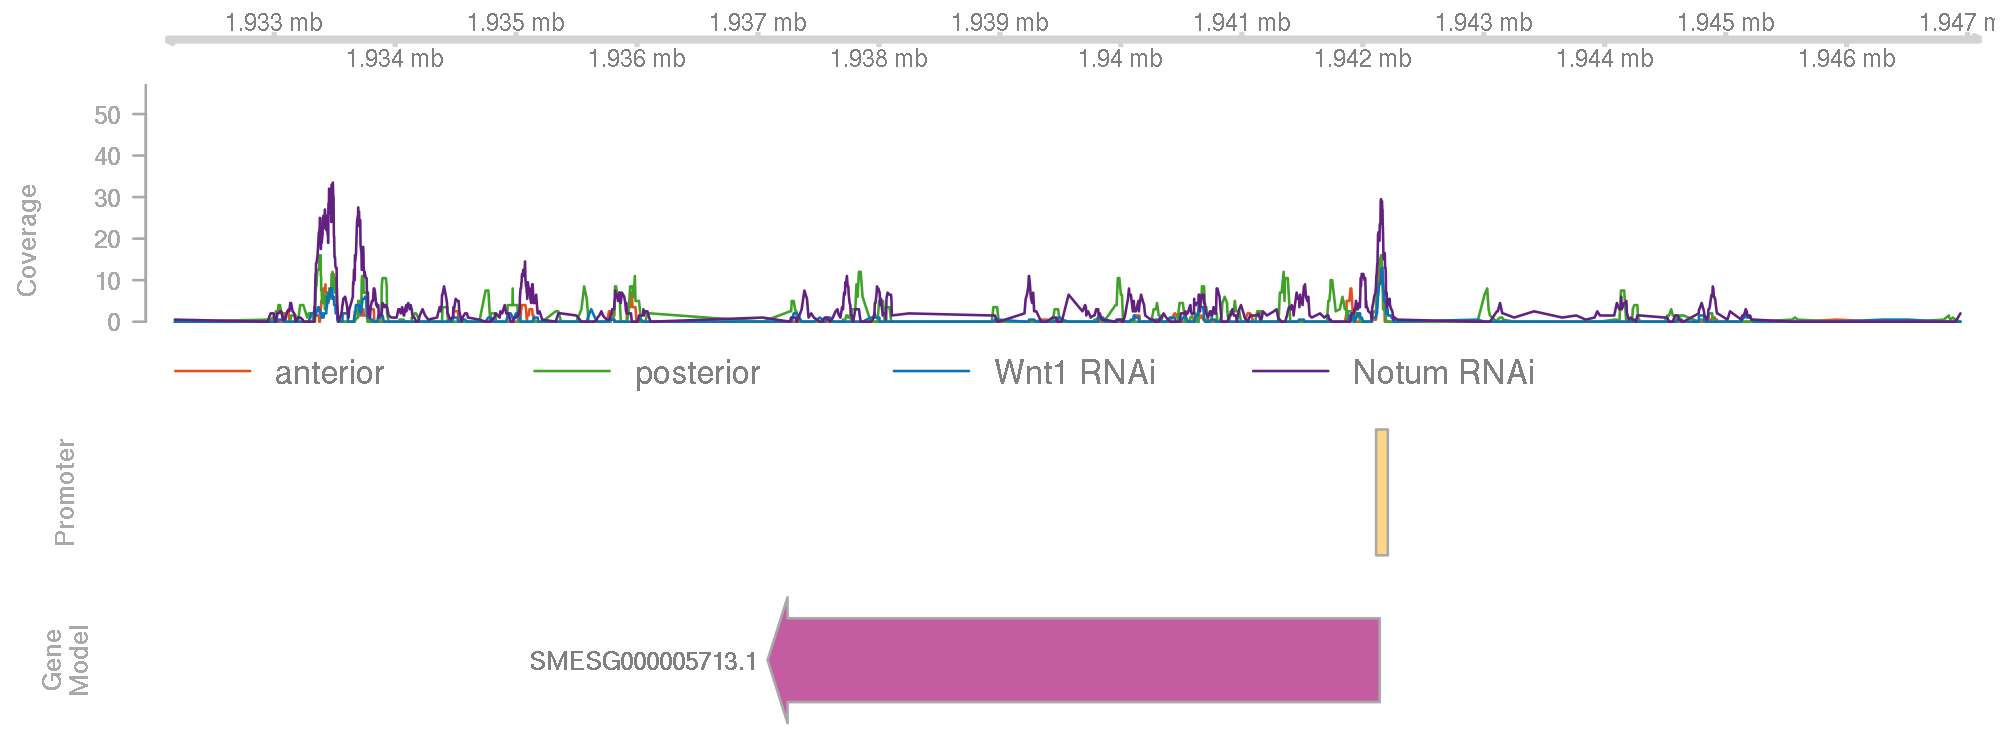 1.933 mb 1.935 mb 1.937 mb 1.939 mb 1.941 mb 1.943 mb 1.945 mb 1.947 m
1.934 mb 1.936 mb 1.938 mb 1.94 mb 1.942 mb 1.944 mb 1.946 mb
50
40
30
20
10
0
Coverage
anterior posterior Wnt1 RNAi Notum RNAi
Promoter
Gene
Model
SMESG000005713.1